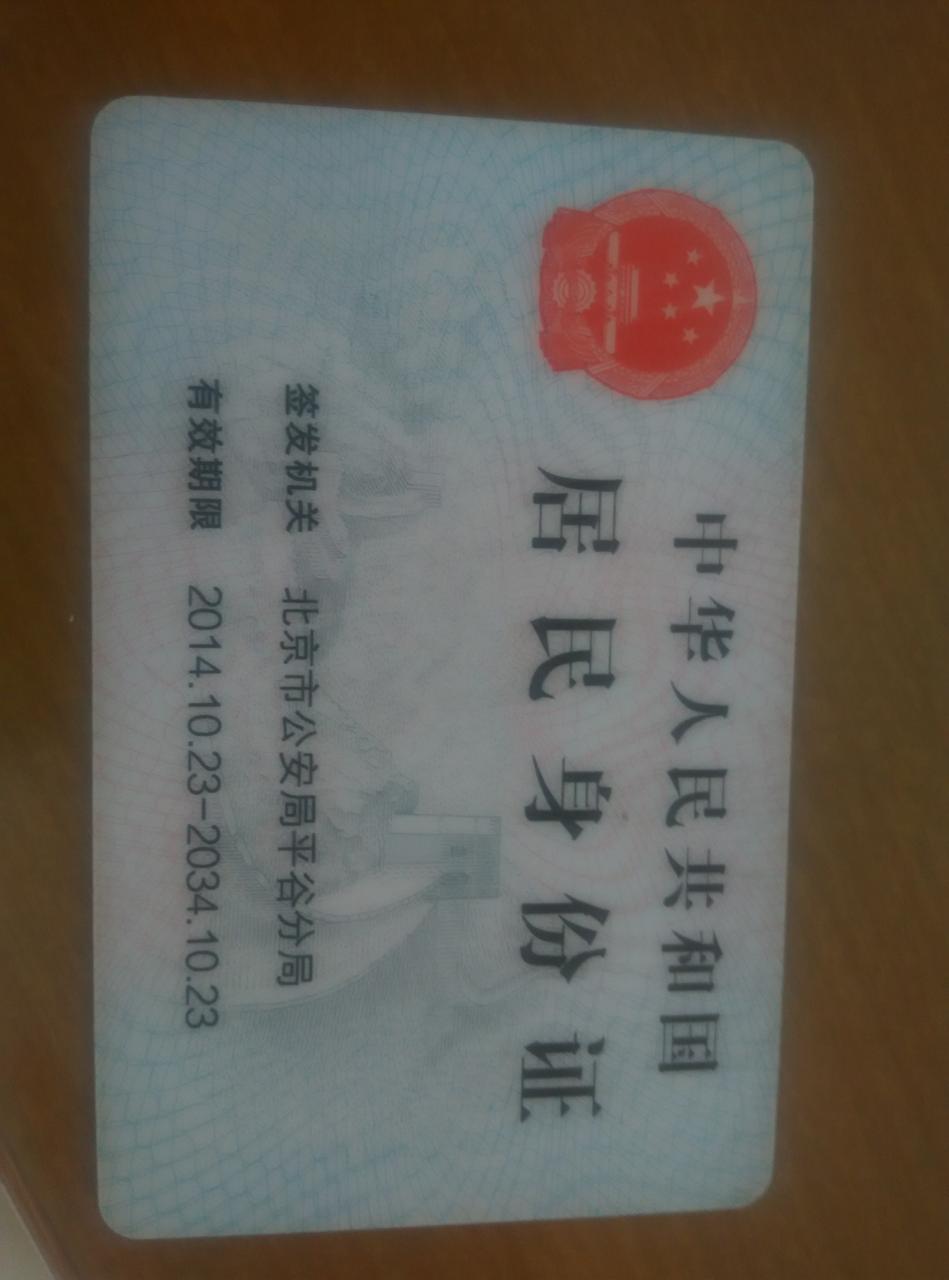 中华人民共和国
居民身份证
签发机关 北京市公安局平谷分局
有效期限 2014.10.23-2034.10.23